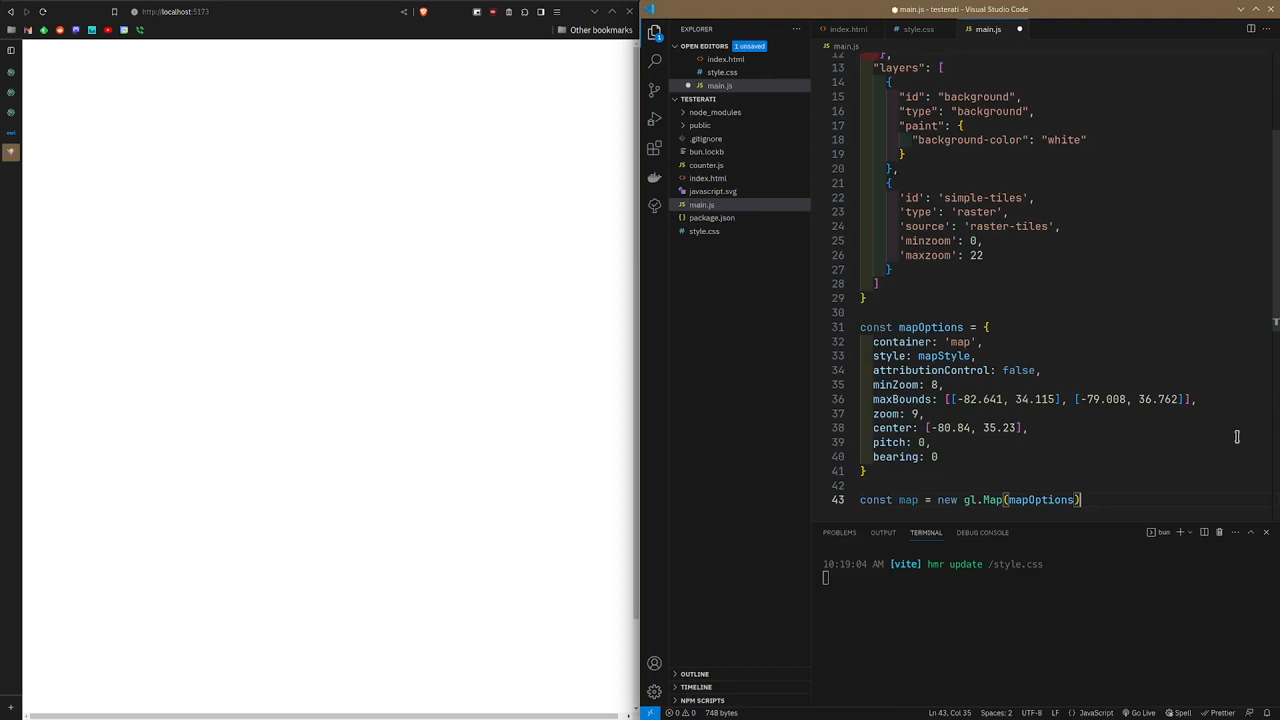 http://localhost:5173
Other bookmarks
main.js - testerati - Visual Studio Code
EXPLORER
index.html
style.css
main.js
OPEN EDITORS
1 unsaved
index.html
style.css
JS main.js
TESTERATI
node_modules
public
.gitignore
bun.lockb
counter.js
index.html
javascript.svg
main.js
package.json
style.css
OUTLINE
TIMELINE
NPM SCRIPTS
JS main.js
12 },
13 "layers": [
14 {
15 "id": "background",
16 "type": "background",
17 "paint": {
18 "background-color": "white"
19 }
20 },
21 {
22 'id': 'simple-tiles',
23 'type': 'raster',
24 'source': 'raster-tiles',
25 'minzoom': 0,
26 'maxzoom': 22
27 }
28 ]
29 }
30
31 const mapOptions = {
32 container: 'map',
33 style: mapStyle,
34 attributionControl: false,
35 minZoom: 8,
36 maxBounds: [[-82.641, 34.115], [-79.008, 36.762]],
37 zoom: 9,
38 center: [-80.84, 35.23],
39 pitch: 0,
40 bearing: 0
41 }
42
43 const map = new gl.Map(mapOptions)
PROBLEMS OUTPUT TERMINAL DEBUG CONSOLE
bun
10:19:04 AM [vite] hmr update /style.css
0 0 748 bytes
Ln 43, Col 35 Spaces: 2 UTF-8 LF {} JavaScript Go Live Spell Prettier